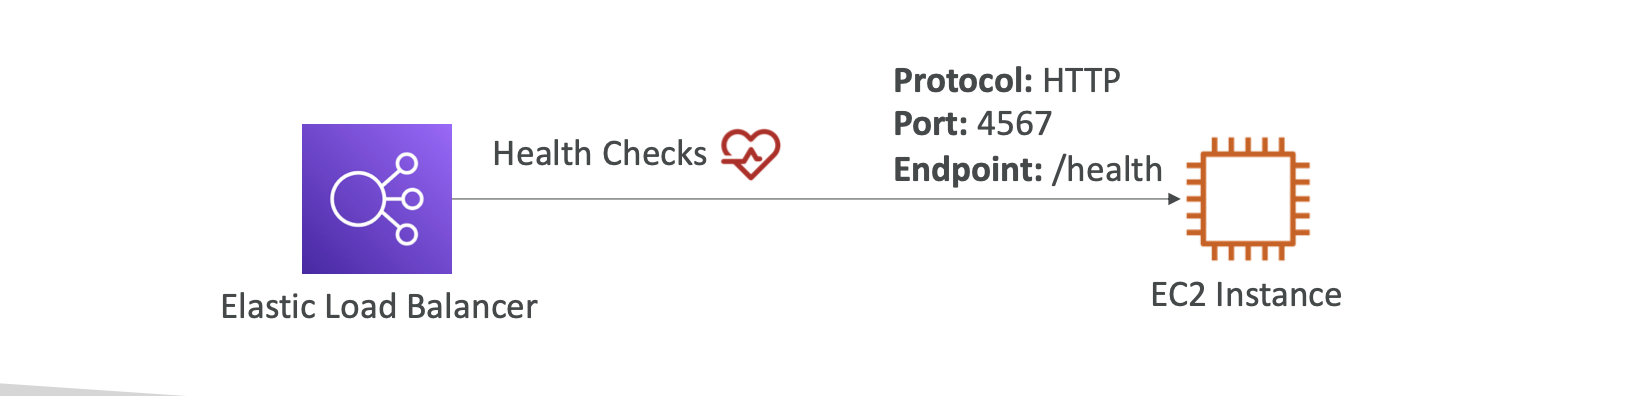 Protocol: HTTP
Port: 4567
Health Checks
Endpoint: /health
Elastic Load Balancer
EC2 Instance